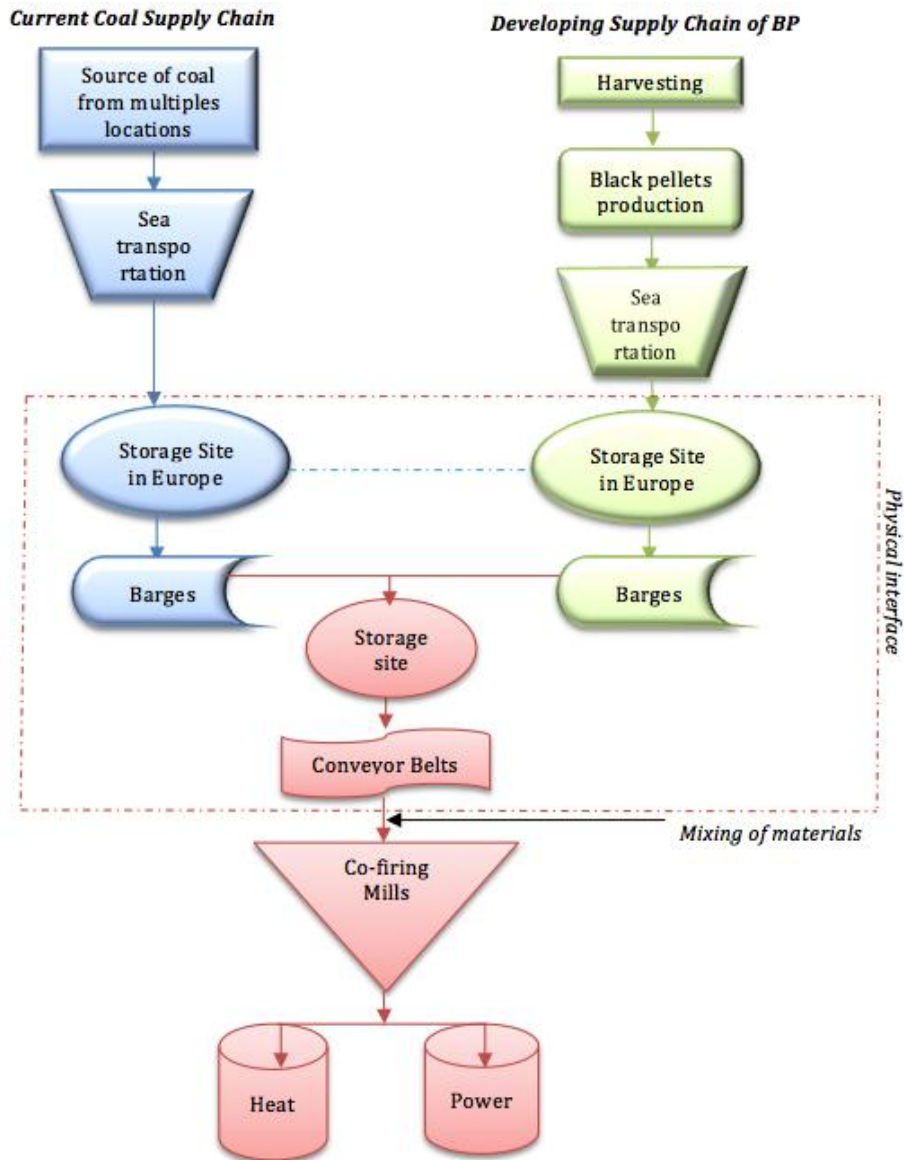 Current Coal Supply Chain
Developing Supply Chain of BP
Source of coal
from multiples
locations
Harvesting
Black pellets
production
Sea
transpo
rtation
Sea
transpo
rtation
Storage Site
in Europe
Storage Site
in Europe
Physical interface
Barges
Barges
Storage
site
Conveyor Belts
Mixing of materials
Co-firing
Mills
Heat
Power